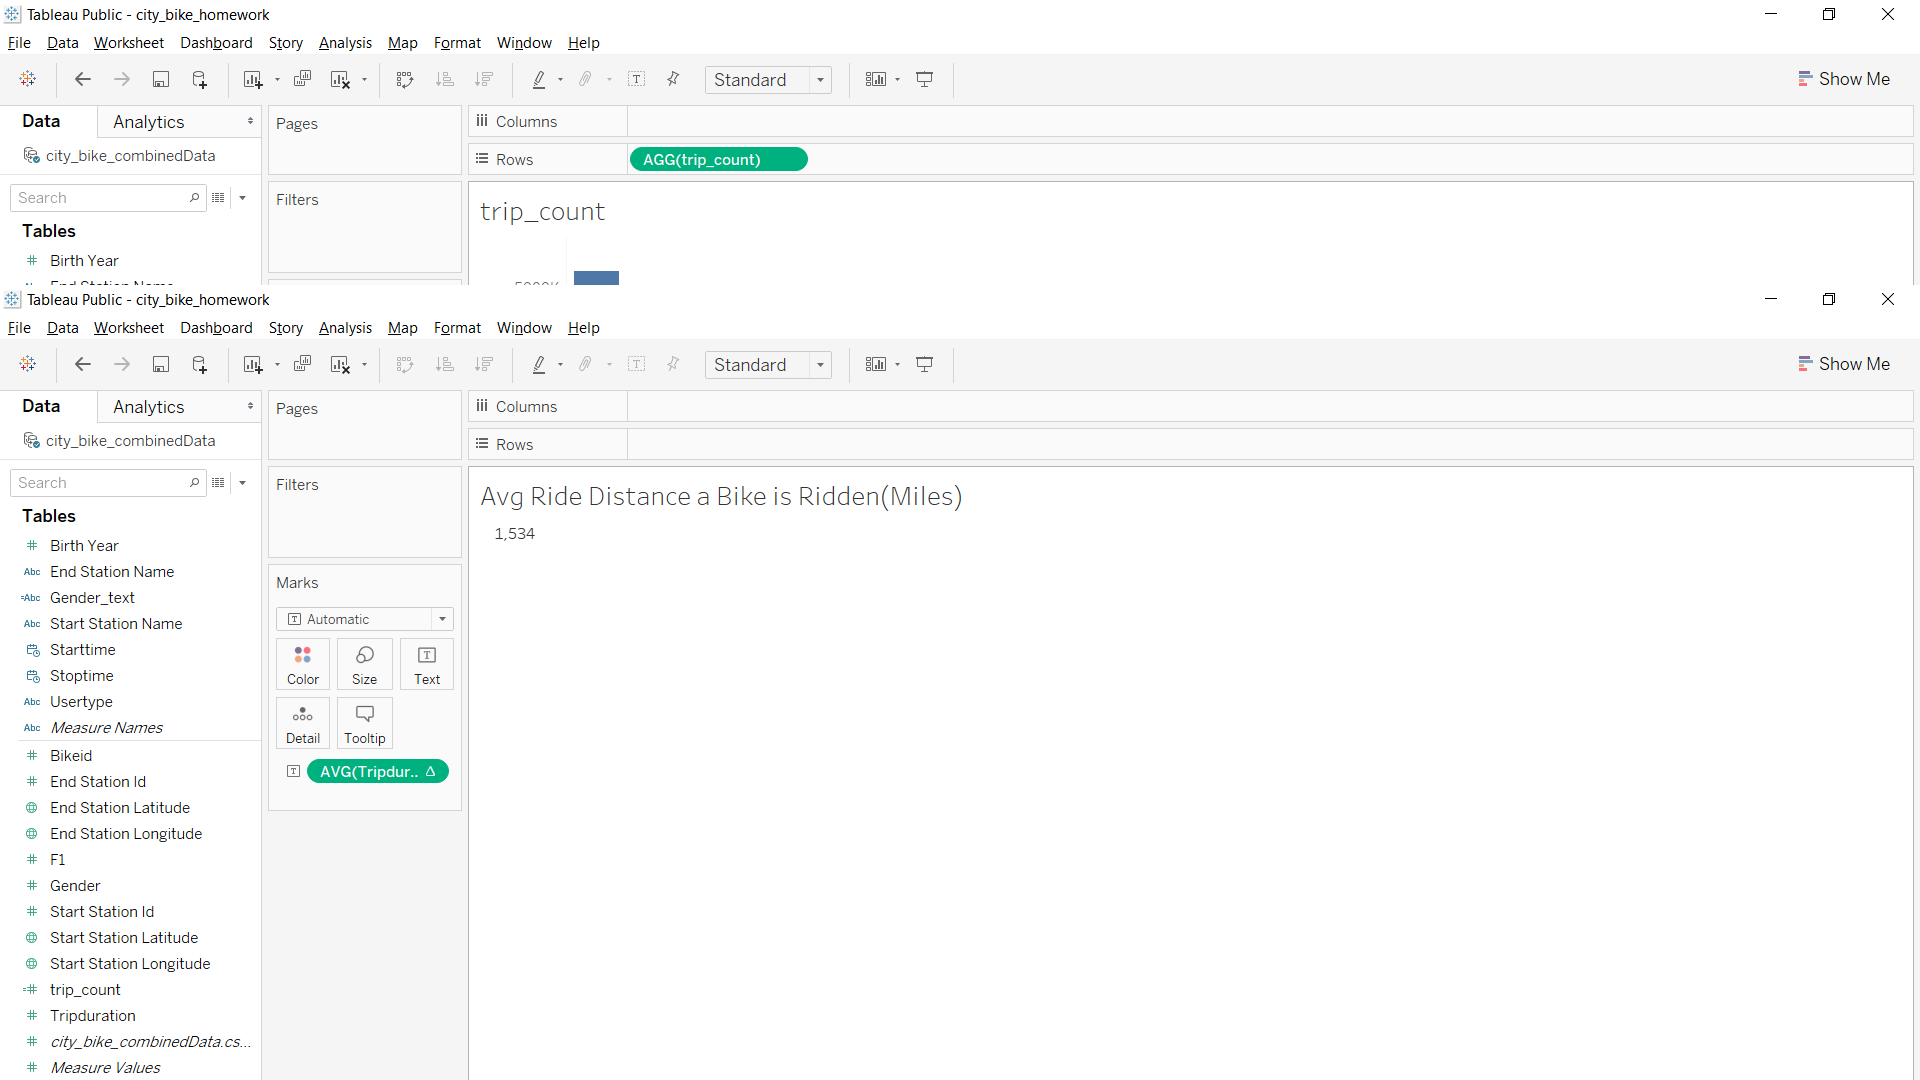 Tableau Public - city_bike_homework
File Data Worksheet Dashboard Story Analysis Map Format Window Help
Standard
Show Me
Data
Analytics
Pages
Columns
city_bike_combinedData
Rows
AGG(trip_count)
Search
Filters
trip_count
Tables
Birth Year
Tableau Public - city_bike_homework
File Data Worksheet Dashboard Story Analysis Map Format Window Help
Standard
Show Me
Data
Analytics
Pages
Columns
city_bike_combinedData
Rows
Search
Filters
Avg Ride Distance a Bike is Ridden(Miles)
1,534
Tables
# Birth Year
Abc End Station Name
=Abc Gender_text
Abc Start Station Name
Starttime
Stoptime
Abc Usertype
Abc Measure Names
# Bikeid
# End Station Id
End Station Latitude
End Station Longitude
# F1
# Gender
# Start Station Id
Start Station Latitude
Start Station Longitude
=# trip_count
# Tripduration
# city_bike_combinedData.cs...
# Measure Values
Marks
T Automatic
Color
Size
Text
Detail
Tooltip
T AVG(Tripdur.. Δ